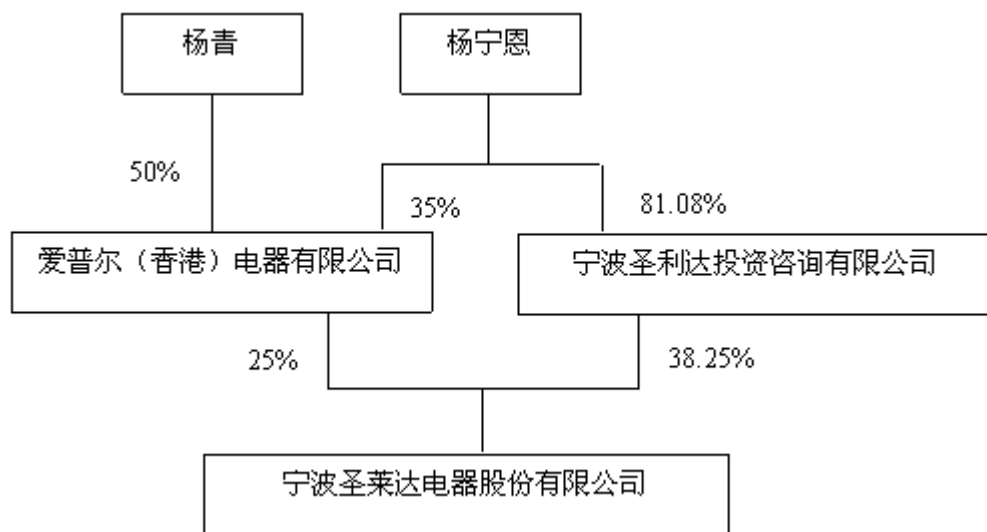 杨青
杨宁恩
50%
35%
81.08%
爱普尔（香港）电器有限公司
宁波圣利达投资咨询有限公司
25%
38.25%
宁波圣莱达电器股份有限公司